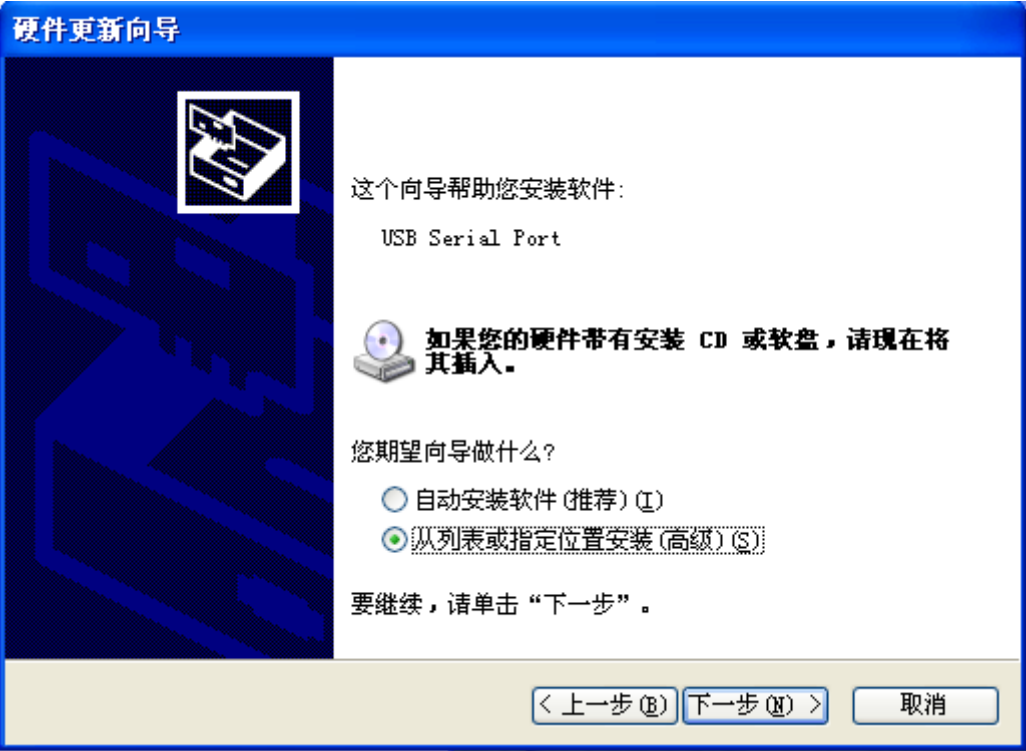 硬件更新向导
这个向导帮助您安装软件:
USB Serial Port
如果您的硬件带有安装 CD 或软盘，请现在将
其插入。
您期望向导做什么?
自动安装软件(推荐)(I)
从列表或指定位置安装(高级)(S)
要继续，请单击“下一步”。
< 上一步(B) 下一步(N) > 取消